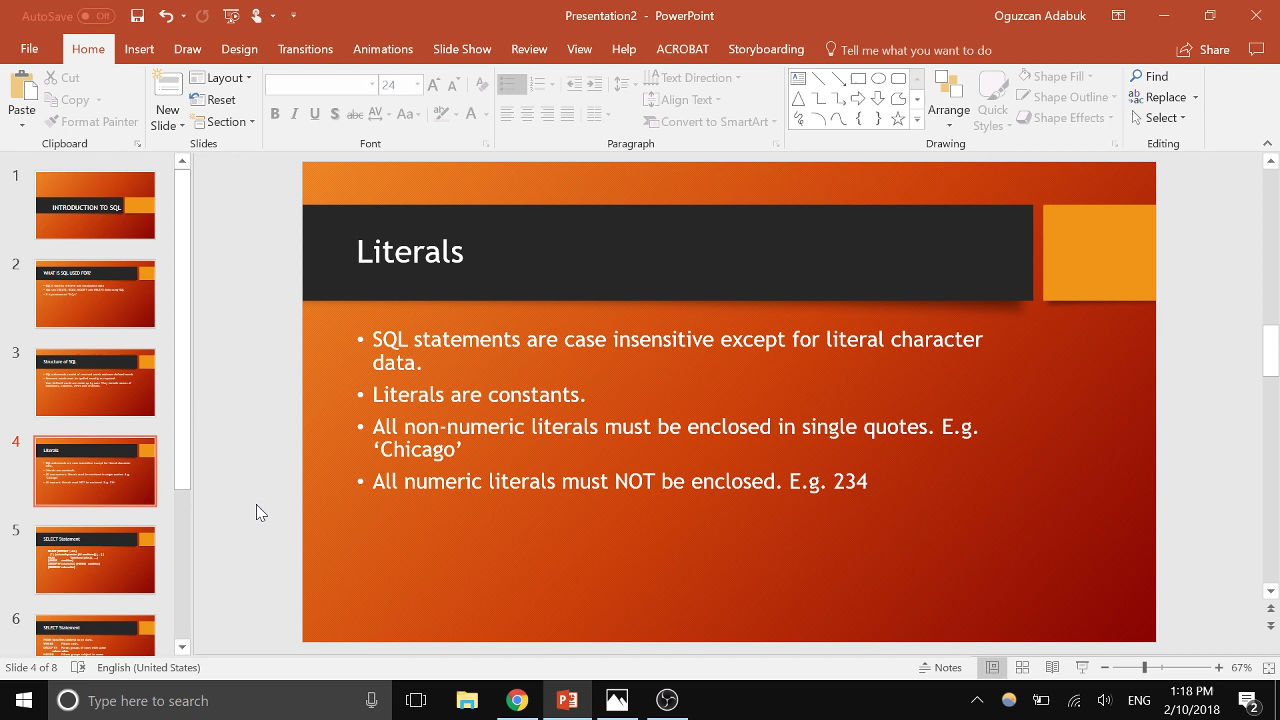 AutoSave Off
Presentation2 - PowerPoint
Oguzcan Adabuk
File Home Insert Draw Design Transitions Animations Slide Show Review View Help ACROBAT Storyboarding Tell me what you want to do Share
Paste
Cut
Copy
Format Painter
Clipboard
New Slide
Layout
Reset
Section
Slides
24
B I U S abc AV Aa A
Font
Text Direction
Align Text
Convert to SmartArt
Paragraph
Arrange
Quick Styles
Shape Fill
Shape Outline
Shape Effects
Drawing
Find
Replace
Select
Editing
1
INTRODUCTION TO SQL
2
WHAT IS SQL USED FOR?
3
Structure of SQL
4
Literals
5
SELECT Statement
6
SELECT Statement
Literals
• SQL statements are case insensitive except for literal character
data.
• Literals are constants.
• All non-numeric literals must be enclosed in single quotes. E.g.
‘Chicago’
• All numeric literals must NOT be enclosed. E.g. 234
Slide 4 of 8 English (United States) Notes 67%
Type here to search
ENG
1:18 PM
2/10/2018
2